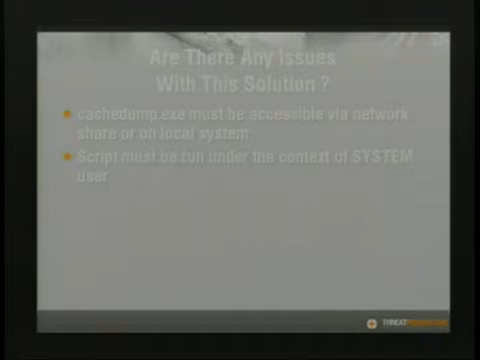 Are There Any Issues
With This Solution ?
cachedump.exe must be accessible via network
share or on local system
Script must be run under the context of SYSTEM
user